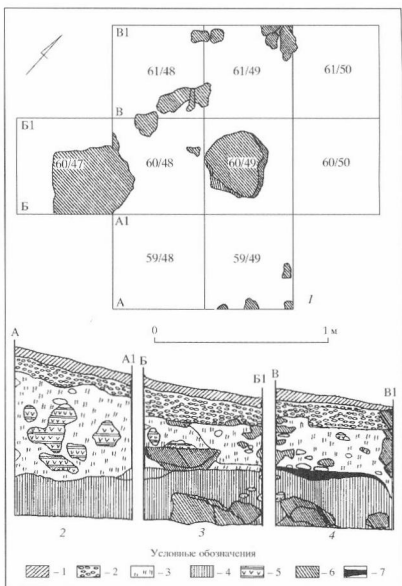 В1
61/48 61/49 61/50
В
Б1
60/47 60/48 60/49 60/50
Б
А1
59/48 59/49
А 1
0 1 м
А А1 Б Б1 В В1
2 3 4
Условные обозначения
– 1 – 2 – 3 – 4 – 5 – 6 – 7